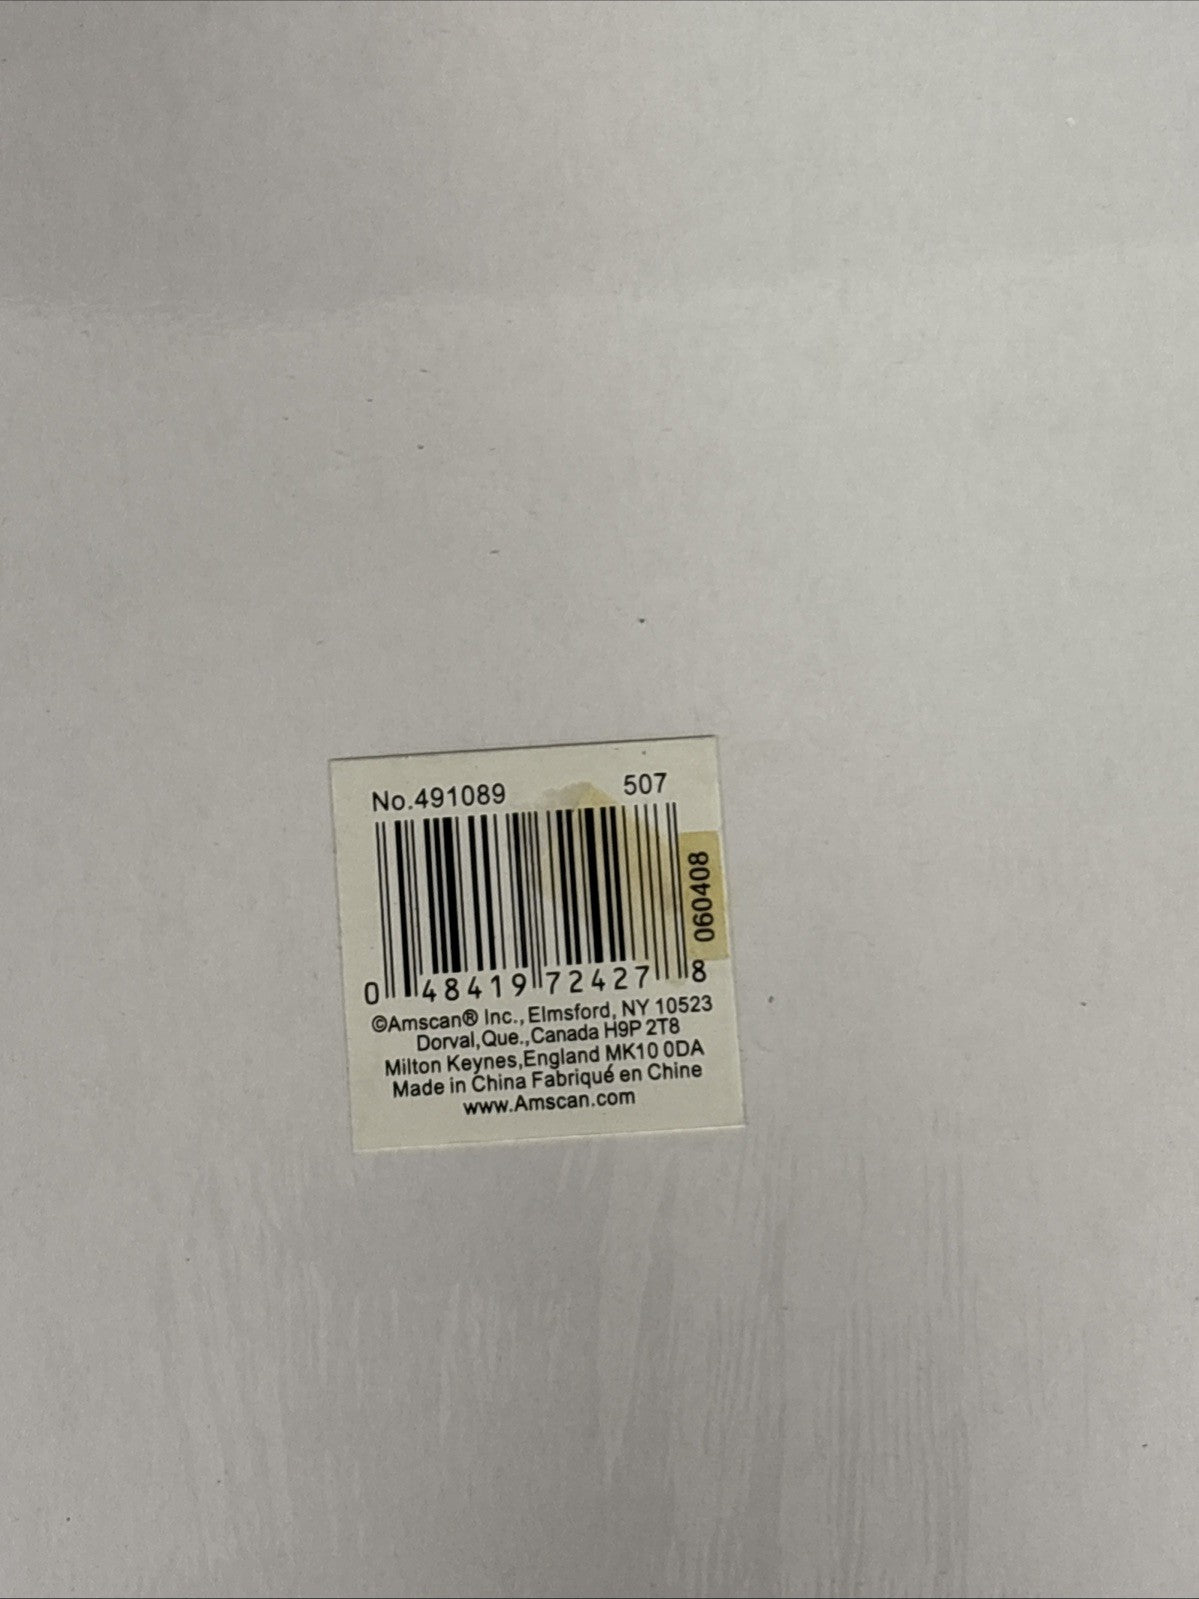 No.491089 507
060408
0 48419 72427 8
©Amscan® Inc., Elmsford, NY 10523
Dorval,Que.,Canada H9P 2T8
Milton Keynes,England MK10 0DA
Made in China Fabriqué en Chine
www.Amscan.com